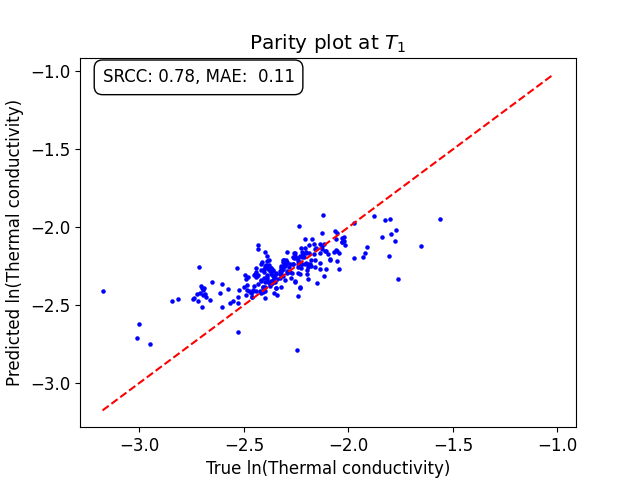 Parity plot at T₁
SRCC: 0.78, MAE:  0.11
−1.0
−1.5
−2.0
−2.5
−3.0
Predicted ln(Thermal conductivity)
−3.0 −2.5 −2.0 −1.5 −1.0
True ln(Thermal conductivity)